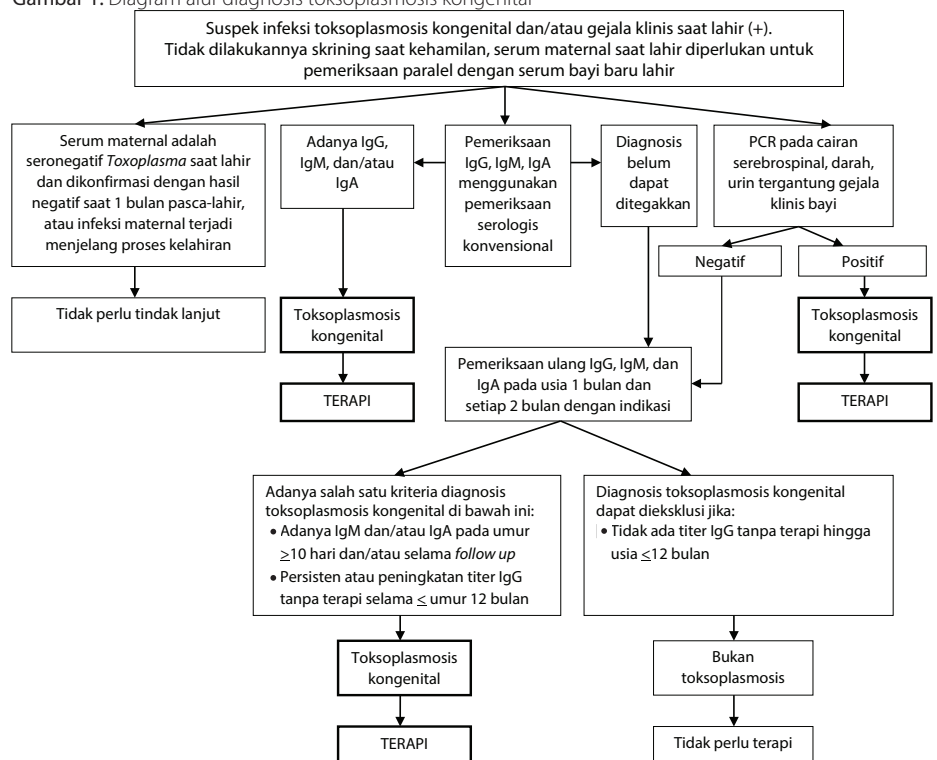 Gambar 1. Diagram alur diagnosis toksoplasmosis kongenital
Suspek infeksi toksoplasmosis kongenital dan/atau gejala klinis saat lahir (+).
Tidak dilakukannya skrining saat kehamilan, serum maternal saat lahir diperlukan untuk
pemeriksaan paralel dengan serum bayi baru lahir
Serum maternal adalah
seronegatif Toxoplasma saat lahir
dan dikonfirmasi dengan hasil
negatif saat 1 bulan pasca-lahir,
atau infeksi maternal terjadi
menjelang proses kelahiran
Adanya IgG,
IgM, dan/atau
IgA
Pemeriksaan
IgG, IgM, IgA
menggunakan
pemeriksaan
serologis
konvensional
Diagnosis
belum
dapat
ditegakkan
PCR pada cairan
serebrospinal, darah,
urin tergantung gejala
klinis bayi
Negatif
Positif
Tidak perlu tindak lanjut
Toksoplasmosis
kongenital
Toksoplasmosis
kongenital
TERAPI
Pemeriksaan ulang IgG, IgM, dan
IgA pada usia 1 bulan dan
setiap 2 bulan dengan indikasi
TERAPI
Adanya salah satu kriteria diagnosis
toksoplasmosis kongenital di bawah ini:
• Adanya IgM dan/atau IgA pada umur
≥10 hari dan/atau selama follow up
• Persisten atau peningkatan titer IgG
tanpa terapi selama ≤ umur 12 bulan
Diagnosis toksoplasmosis kongenital
dapat dieksklusi jika:
• Tidak ada titer IgG tanpa terapi hingga
usia ≤12 bulan
Toksoplasmosis
kongenital
Bukan
toksoplasmosis
TERAPI
Tidak perlu terapi